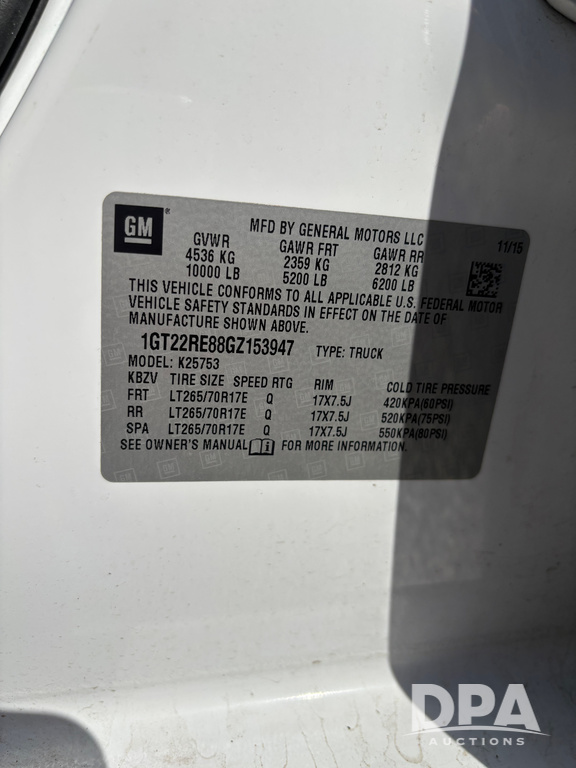 GM ®
MFD BY GENERAL MOTORS LLC 11/15
GVWR GAWR FRT GAWR RR
4536 KG 2359 KG 2812 KG
10000 LB 5200 LB 6200 LB
THIS VEHICLE CONFORMS TO ALL APPLICABLE U.S. FEDERAL MOTOR
VEHICLE SAFETY STANDARDS IN EFFECT ON THE DATE OF
MANUFACTURE SHOWN ABOVE.
1GT22RE88GZ153947 TYPE: TRUCK
MODEL: K25753
KBZV TIRE SIZE SPEED RTG RIM COLD TIRE PRESSURE
FRT LT265/70R17E Q 17X7.5J 420KPA(60PSI)
RR LT265/70R17E Q 17X7.5J 520KPA(75PSI)
SPA LT265/70R17E Q 17X7.5J 550KPA(80PSI)
SEE OWNER'S MANUAL FOR MORE INFORMATION.
DPA
AUCTIONS